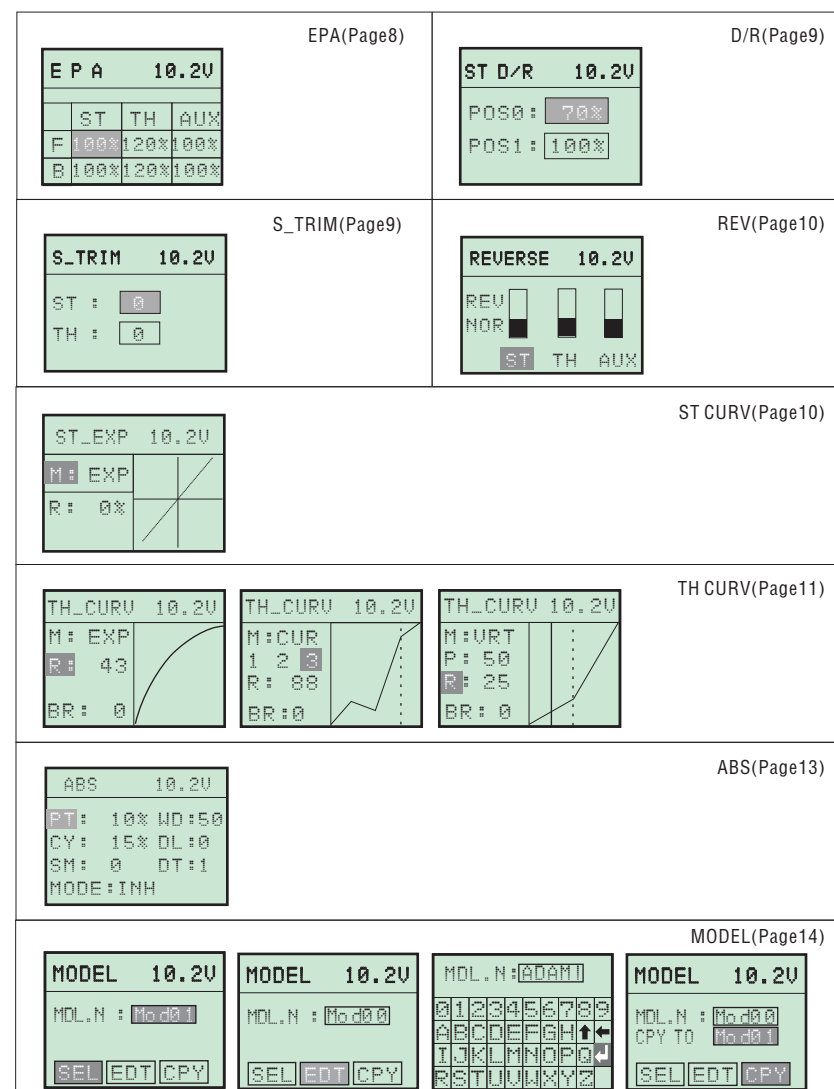 EPA(Page8)
E P A 10.2V
ST TH AUX
F 100% 120% 100%
B 100% 120% 100%
D/R(Page9)
ST D/R 10.2V
POS0: 70%
POS1: 100%
S_TRIM(Page9)
S_TRIM 10.2V
ST : 0
TH : 0
REV(Page10)
REVERSE 10.2V
REV
NOR
ST TH AUX
ST CURV(Page10)
ST_EXP 10.2V
M: EXP
R: 0%
TH CURV(Page11)
TH_CURV 10.2V
M: EXP
R: 43
BR: 0
TH_CURV 10.2V
M:CUR
1 2 3
R: 88
BR:0
TH_CURV 10.2V
M:VRT
P: 50
R: 25
BR: 0
ABS(Page13)
ABS 10.2V
PT: 10% WD:50
CY: 15% DL:0
SM: 0 DT:1
MODE:INH
MODEL(Page14)
MODEL 10.2V
MDL.N : Mod01
SEL EDT CPY
MODEL 10.2V
MDL.N : Mod00
SEL EDT CPY
MDL.N:ADAM
0123456789
ABCDEFGH
IJKLMNOPQ
RSTUVWXYZ
MODEL 10.2V
MDL.N : Mod00
CPY TO Mod01
SEL EDT CPY